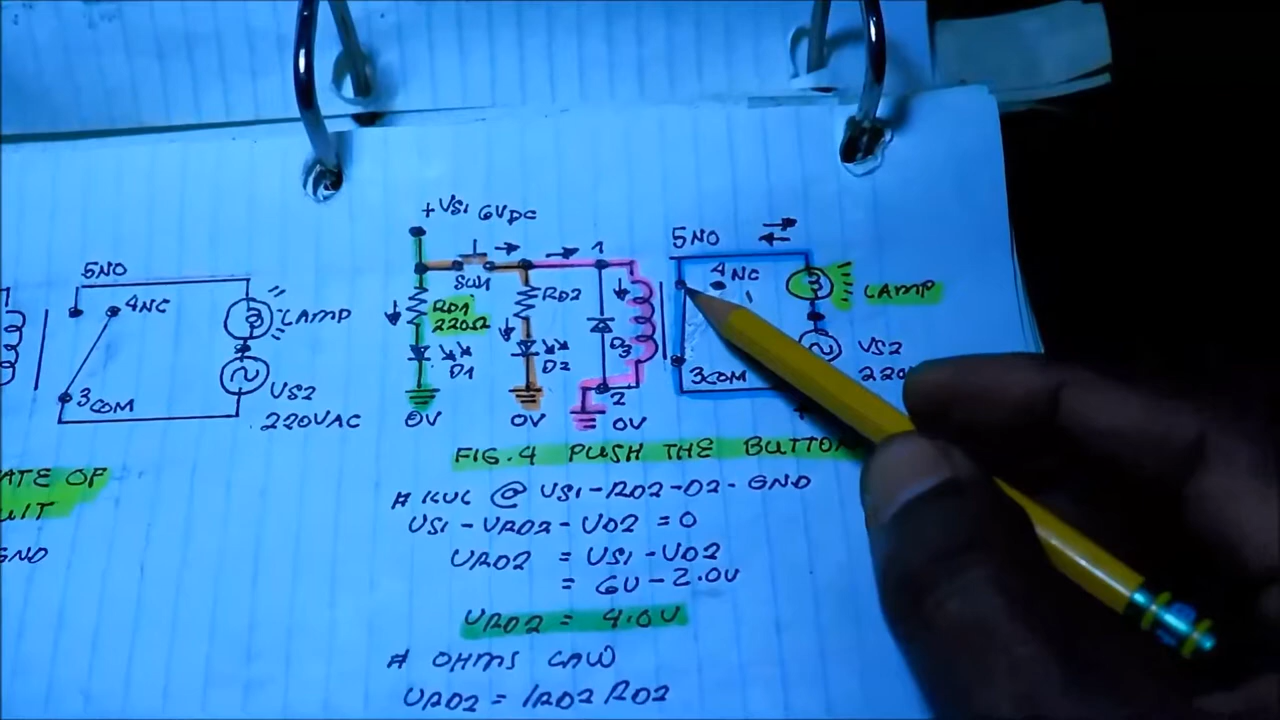 +VS1 6VDC
5NO
4NC
LAMP
3COM
VS2
220VAC
SW1
1
RD1
220Ω
RD2
D1
D2
D3
2
0V
0V
0V
5NO
4NC
LAMP
3COM
VS2
220
ATE OF
UIT
GND
FIG.4 PUSH THE BUTTO
# KVL @ VS1-RD2-D2-GND
VS1-VRD2-VD2 = 0
VRD2 = VS1-VD2
= 6V-2.0V
VRD2 = 4.0V
# OHMS LAW
VRD2 = IRD2 RD2